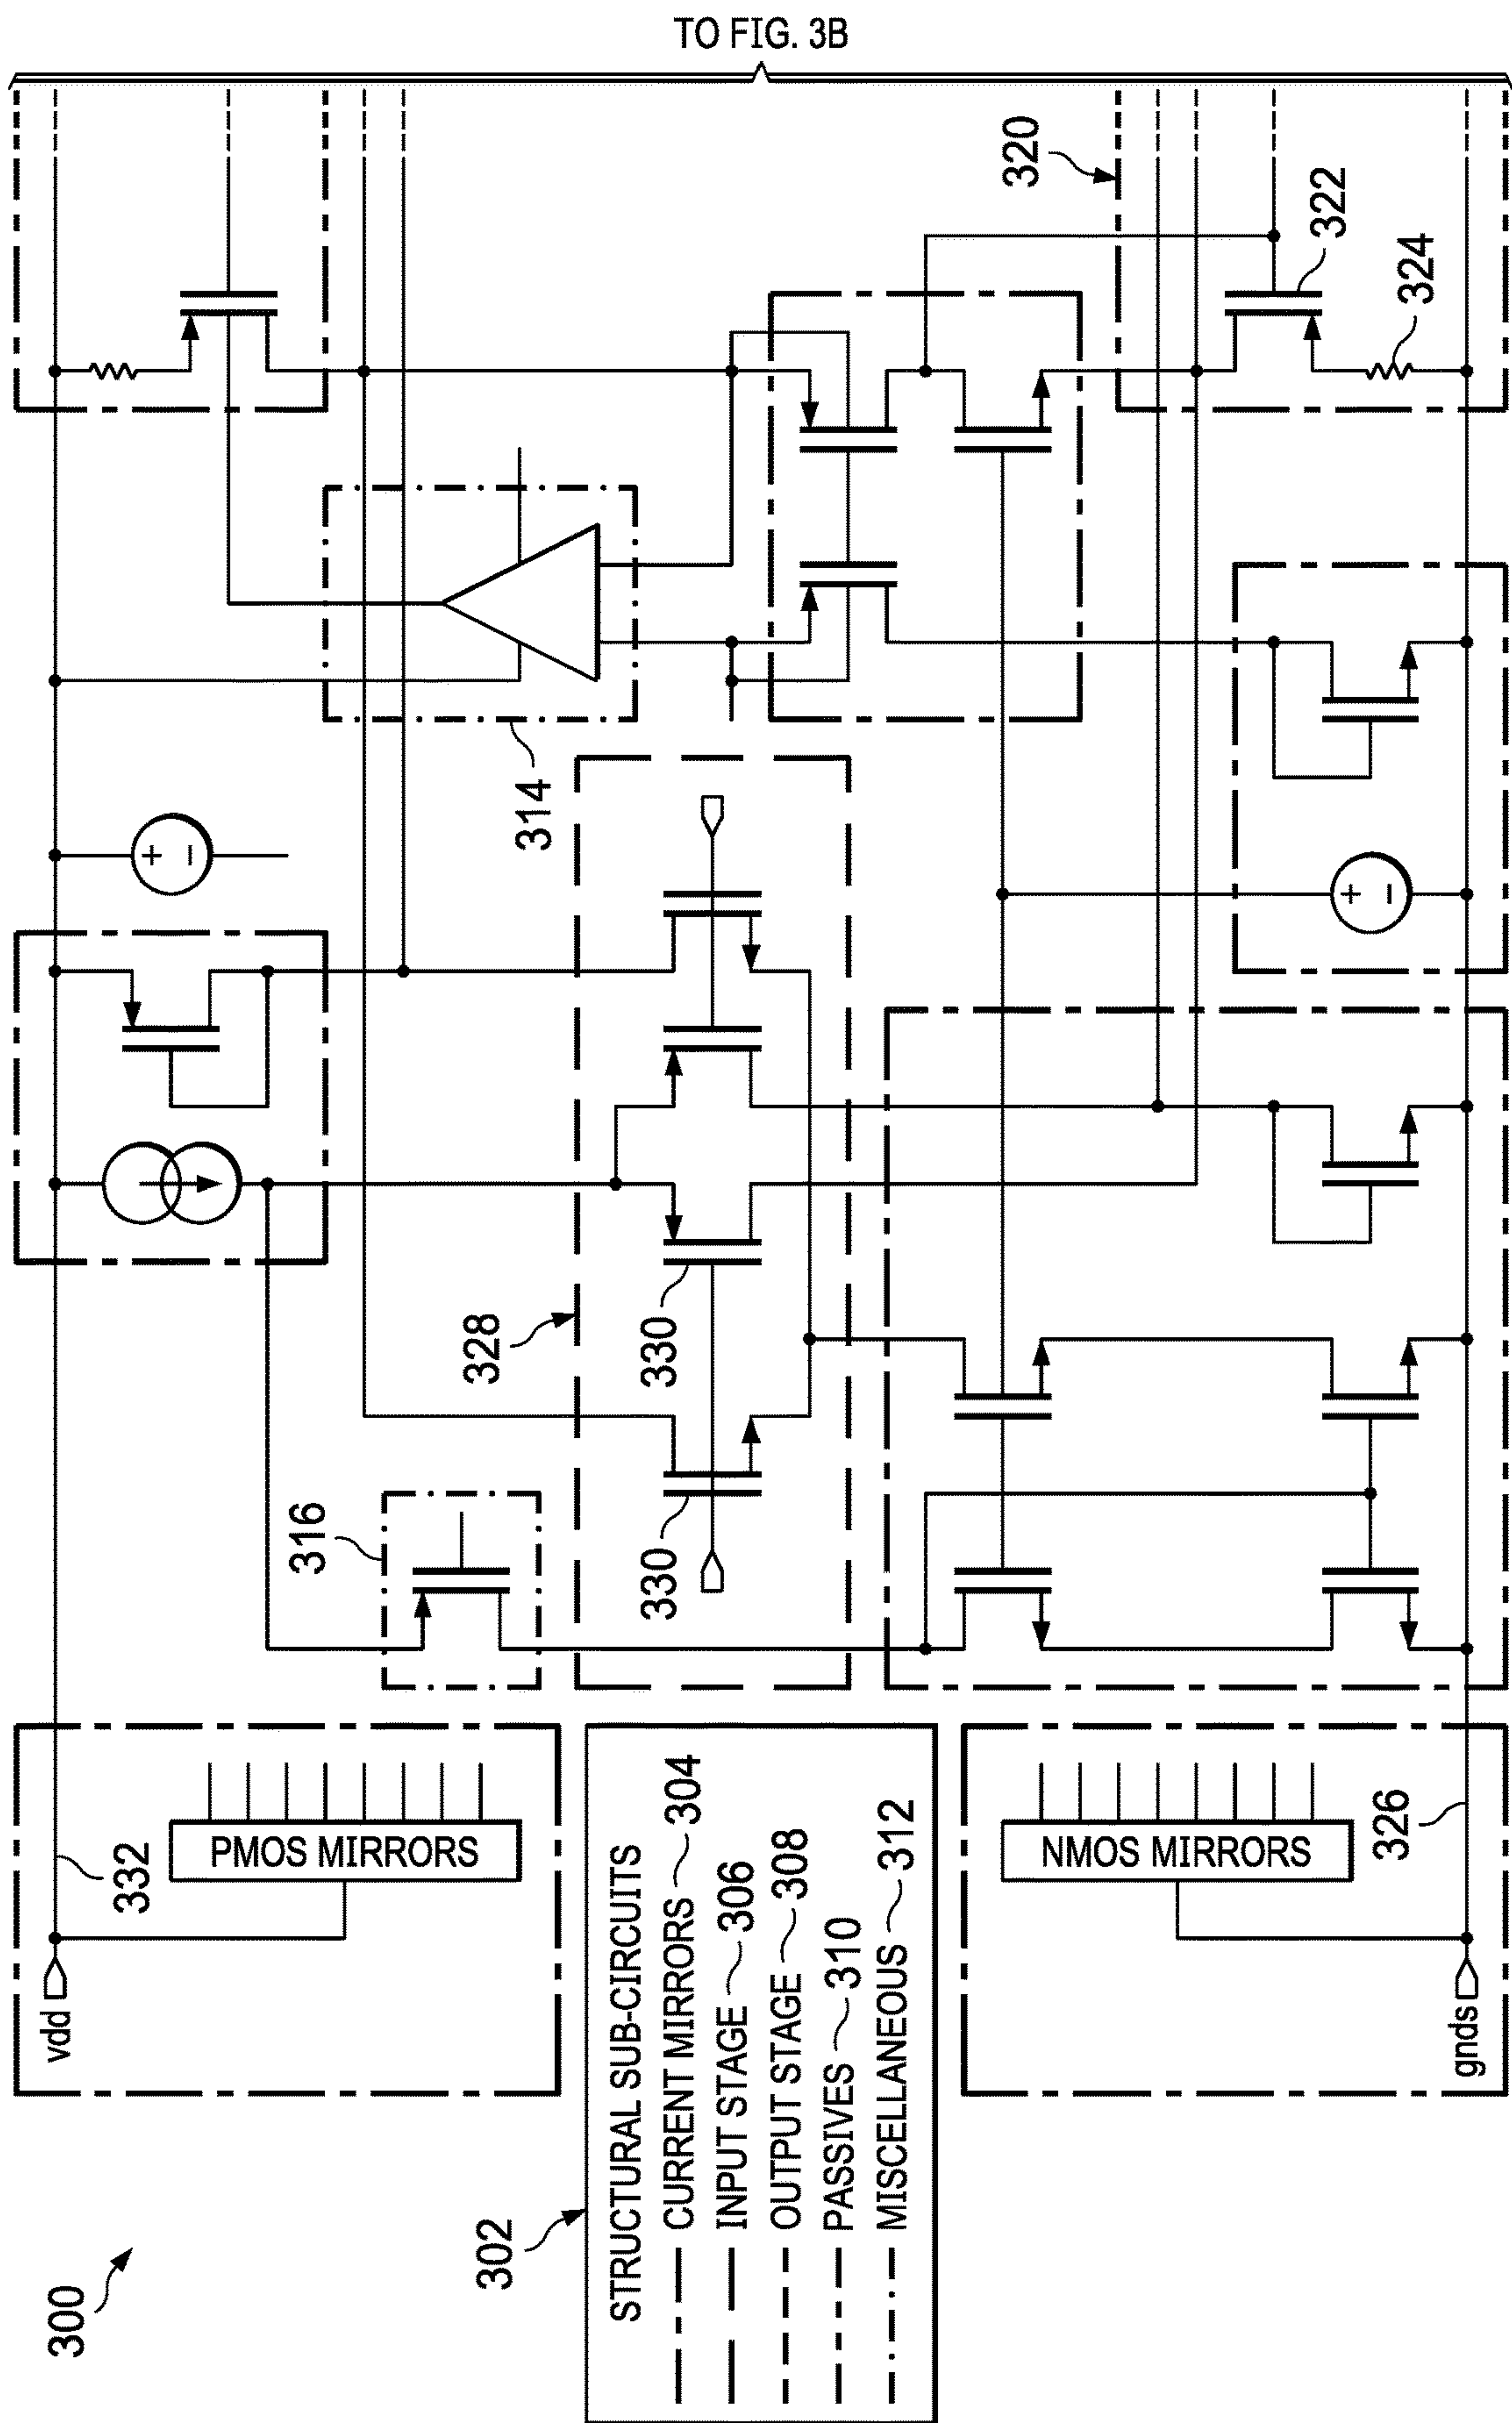 TO FIG. 3B
320
322
324
314
+ -
+ -
328
330
330
316
332
PMOS MIRRORS
vdd
NMOS MIRRORS
326
gnds
302
STRUCTURAL SUB-CIRCUITS
CURRENT MIRRORS 304
INPUT STAGE 306
OUTPUT STAGE 308
PASSIVES 310
MISCELLANEOUS 312
300